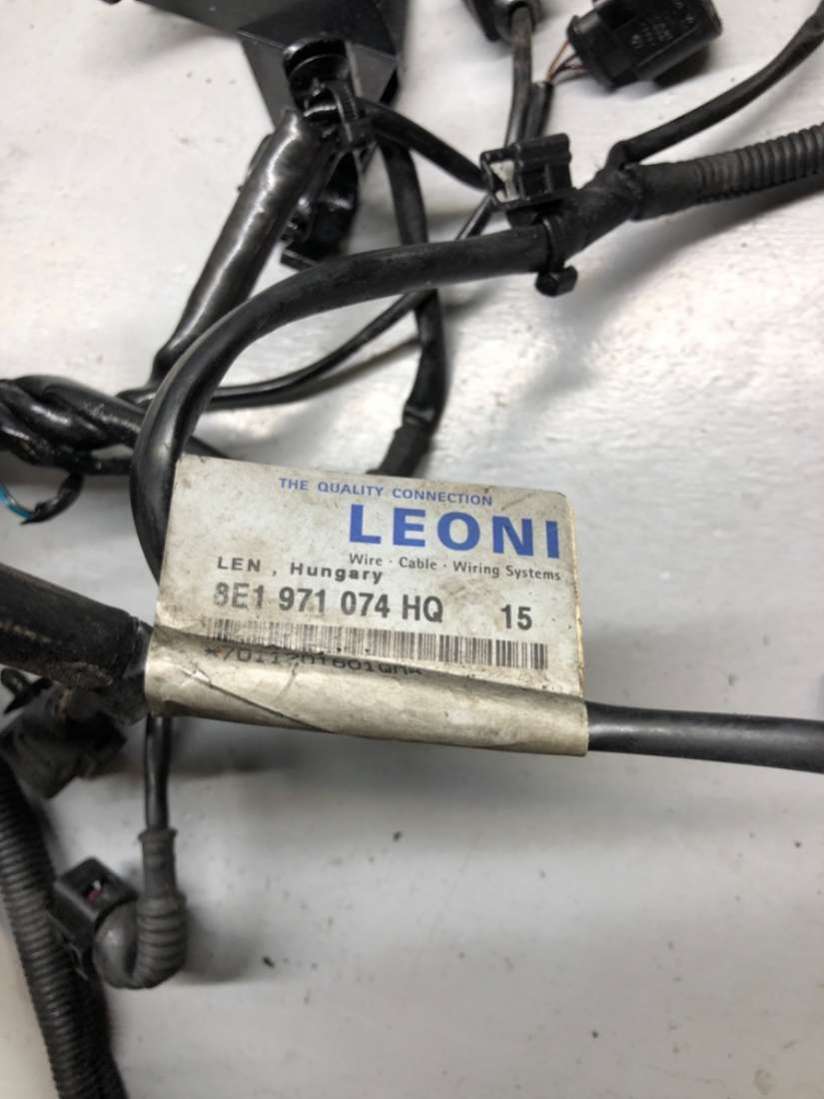 THE QUALITY CONNECTION
LEONI
Wire · Cable · Wiring Systems
LEN , Hungary
8E1 971 074 HQ 15